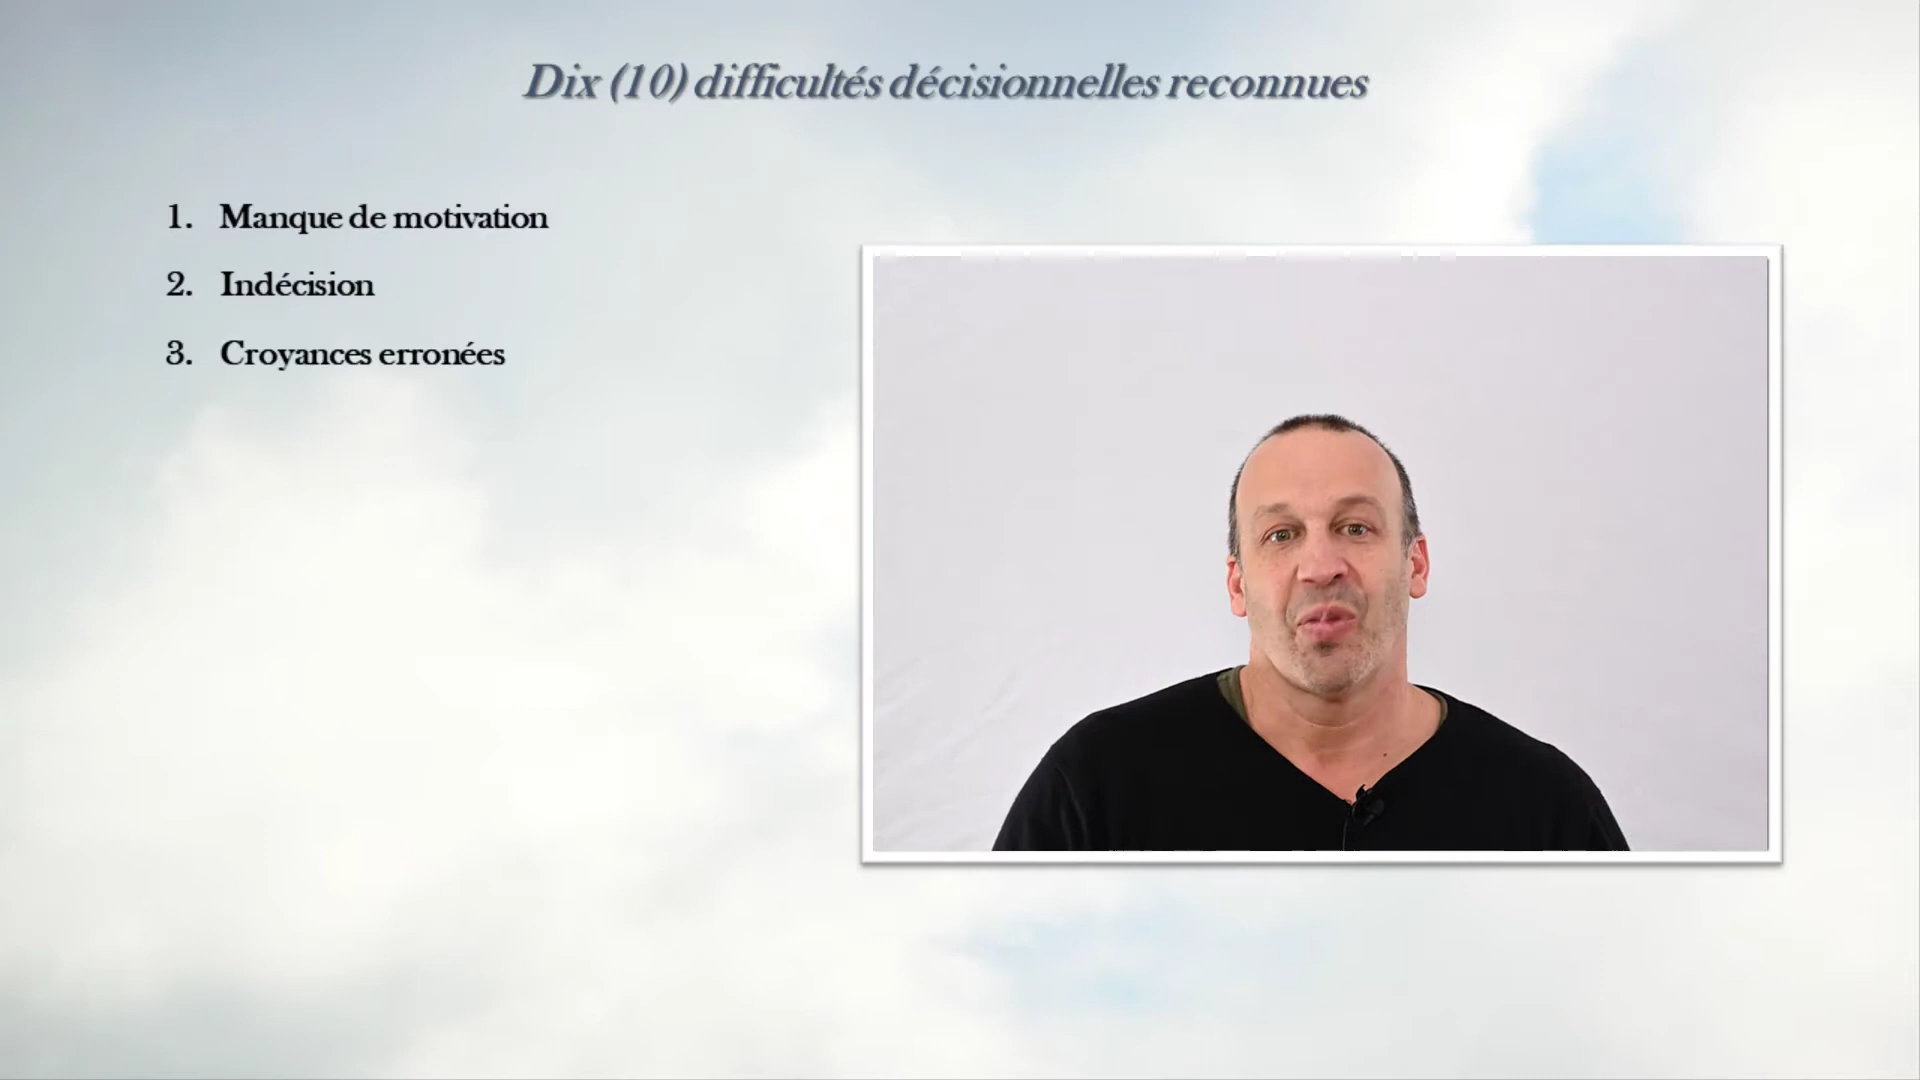 Dix (10) difficultés décisionnelles reconnues
1. Manque de motivation
2. Indécision
3. Croyances erronées